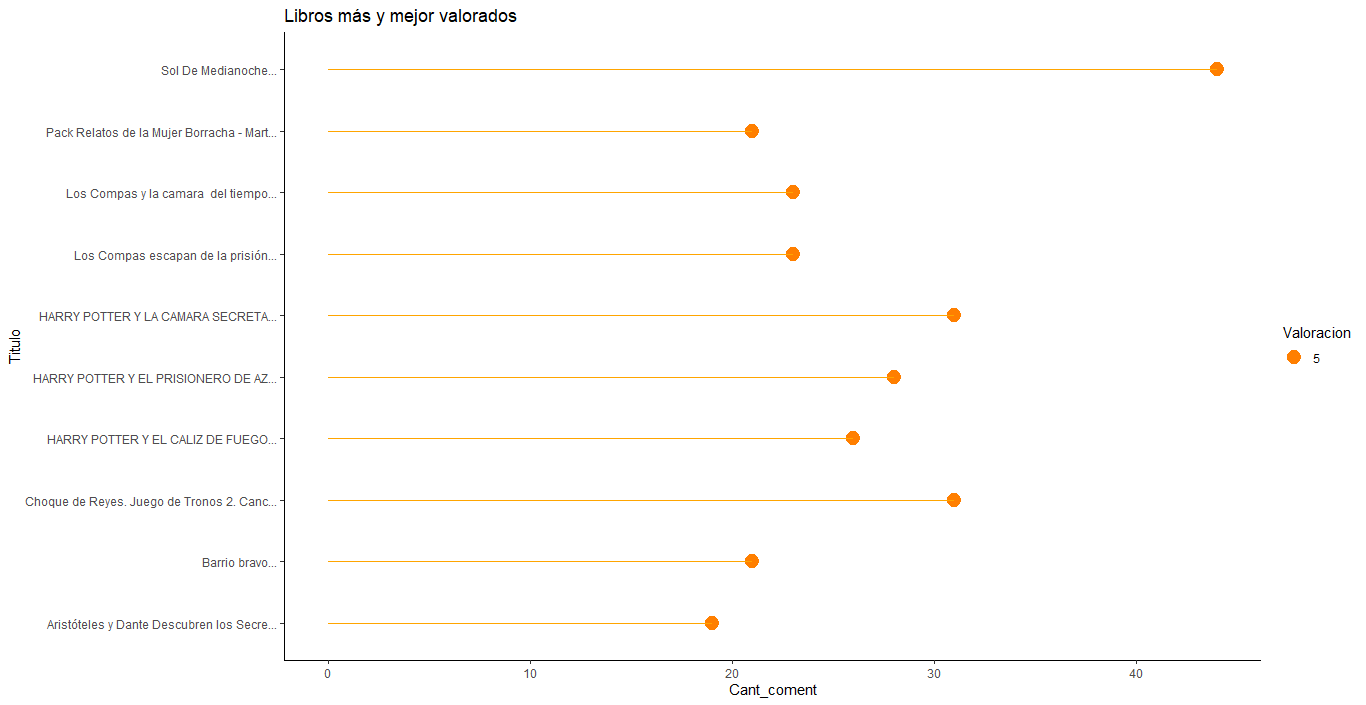 Libros más y mejor valorados
Titulo
Sol De Medianoche...
Pack Relatos de la Mujer Borracha - Mart...
Los Compas y la camara  del tiempo...
Los Compas escapan de la prisión...
HARRY POTTER Y LA CAMARA SECRETA...
HARRY POTTER Y EL PRISIONERO DE AZ...
HARRY POTTER Y EL CALIZ DE FUEGO...
Choque de Reyes. Juego de Tronos 2. Canc...
Barrio bravo...
Aristóteles y Dante Descubren los Secre...
0 10 20 30 40
Cant_coment
Valoracion
5